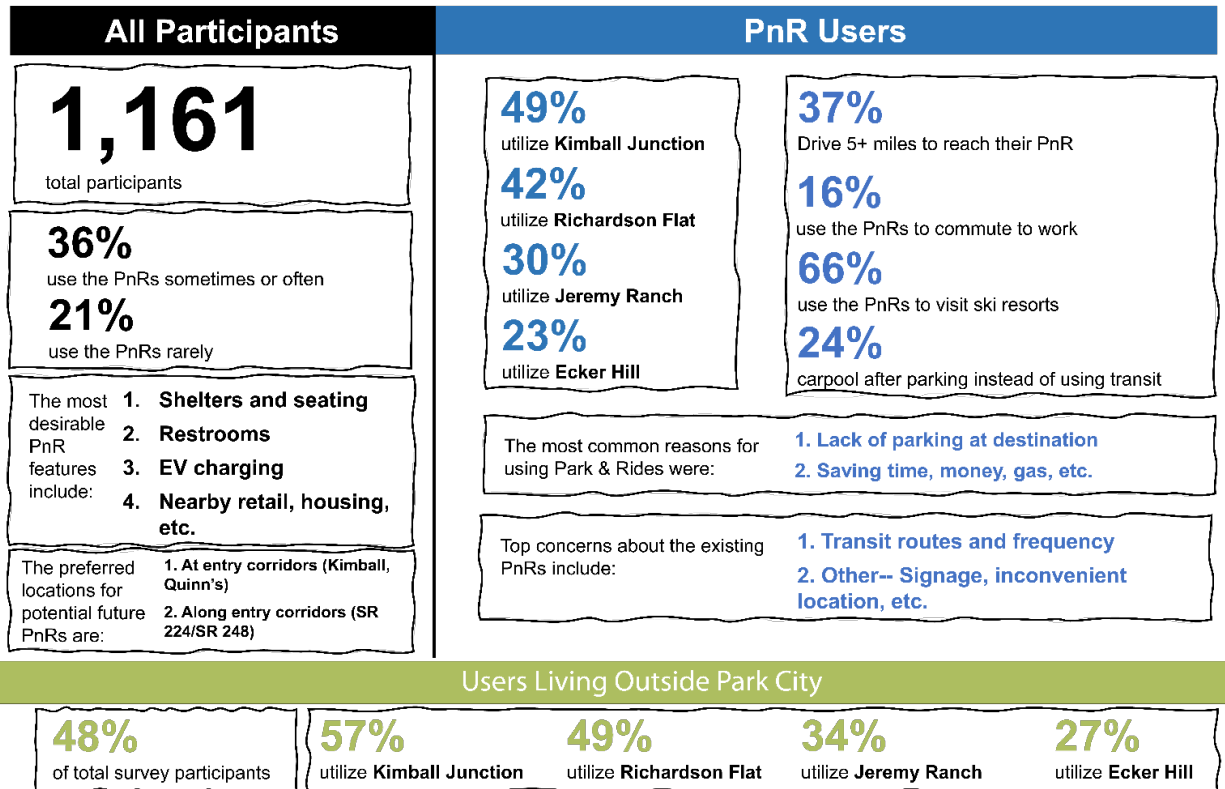 All Participants
1,161
total participants
36%
use the PnRs sometimes or often
21%
use the PnRs rarely
The most
desirable
PnR
features
include:
1. Shelters and seating
2. Restrooms
3. EV charging
4. Nearby retail, housing,
etc.
The preferred
locations for
potential future
PnRs are:
1. At entry corridors (Kimball,
Quinn's)
2. Along entry corridors (SR
224/SR 248)
PnR Users
49%
utilize Kimball Junction
42%
utilize Richardson Flat
30%
utilize Jeremy Ranch
23%
utilize Ecker Hill
37%
Drive 5+ miles to reach their PnR
16%
use the PnRs to commute to work
66%
use the PnRs to visit ski resorts
24%
carpool after parking instead of using transit
The most common reasons for
using Park & Rides were:
1. Lack of parking at destination
2. Saving time, money, gas, etc.
Top concerns about the existing
PnRs include:
1. Transit routes and frequency
2. Other-- Signage, inconvenient
location, etc.
Users Living Outside Park City
48%
of total survey participants
57%
utilize Kimball Junction
49%
utilize Richardson Flat
34%
utilize Jeremy Ranch
27%
utilize Ecker Hill